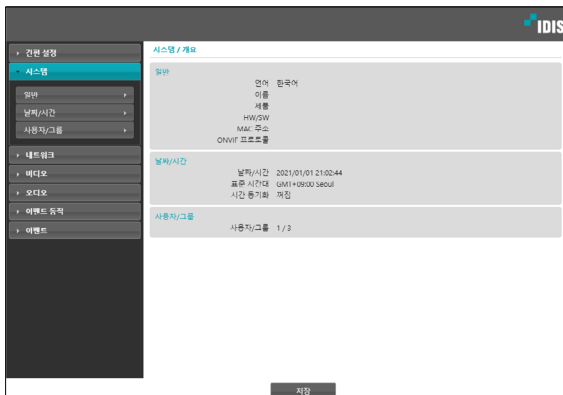 IDIS
간편 설정
시스템
일반
날짜/시간
사용자/그룹
네트워크
비디오
오디오
이벤트 동작
이벤트
시스템 / 개요
일반
언어 한국어
이름
제품
HW/SW
MAC 주소
ONVIF 프로토콜
날짜/시간
날짜/시간 2021/01/01 21:02:44
표준 시간대 GMT+09:00 Seoul
시간 동기화 꺼짐
사용자/그룹
사용자/그룹 1 / 3
저장